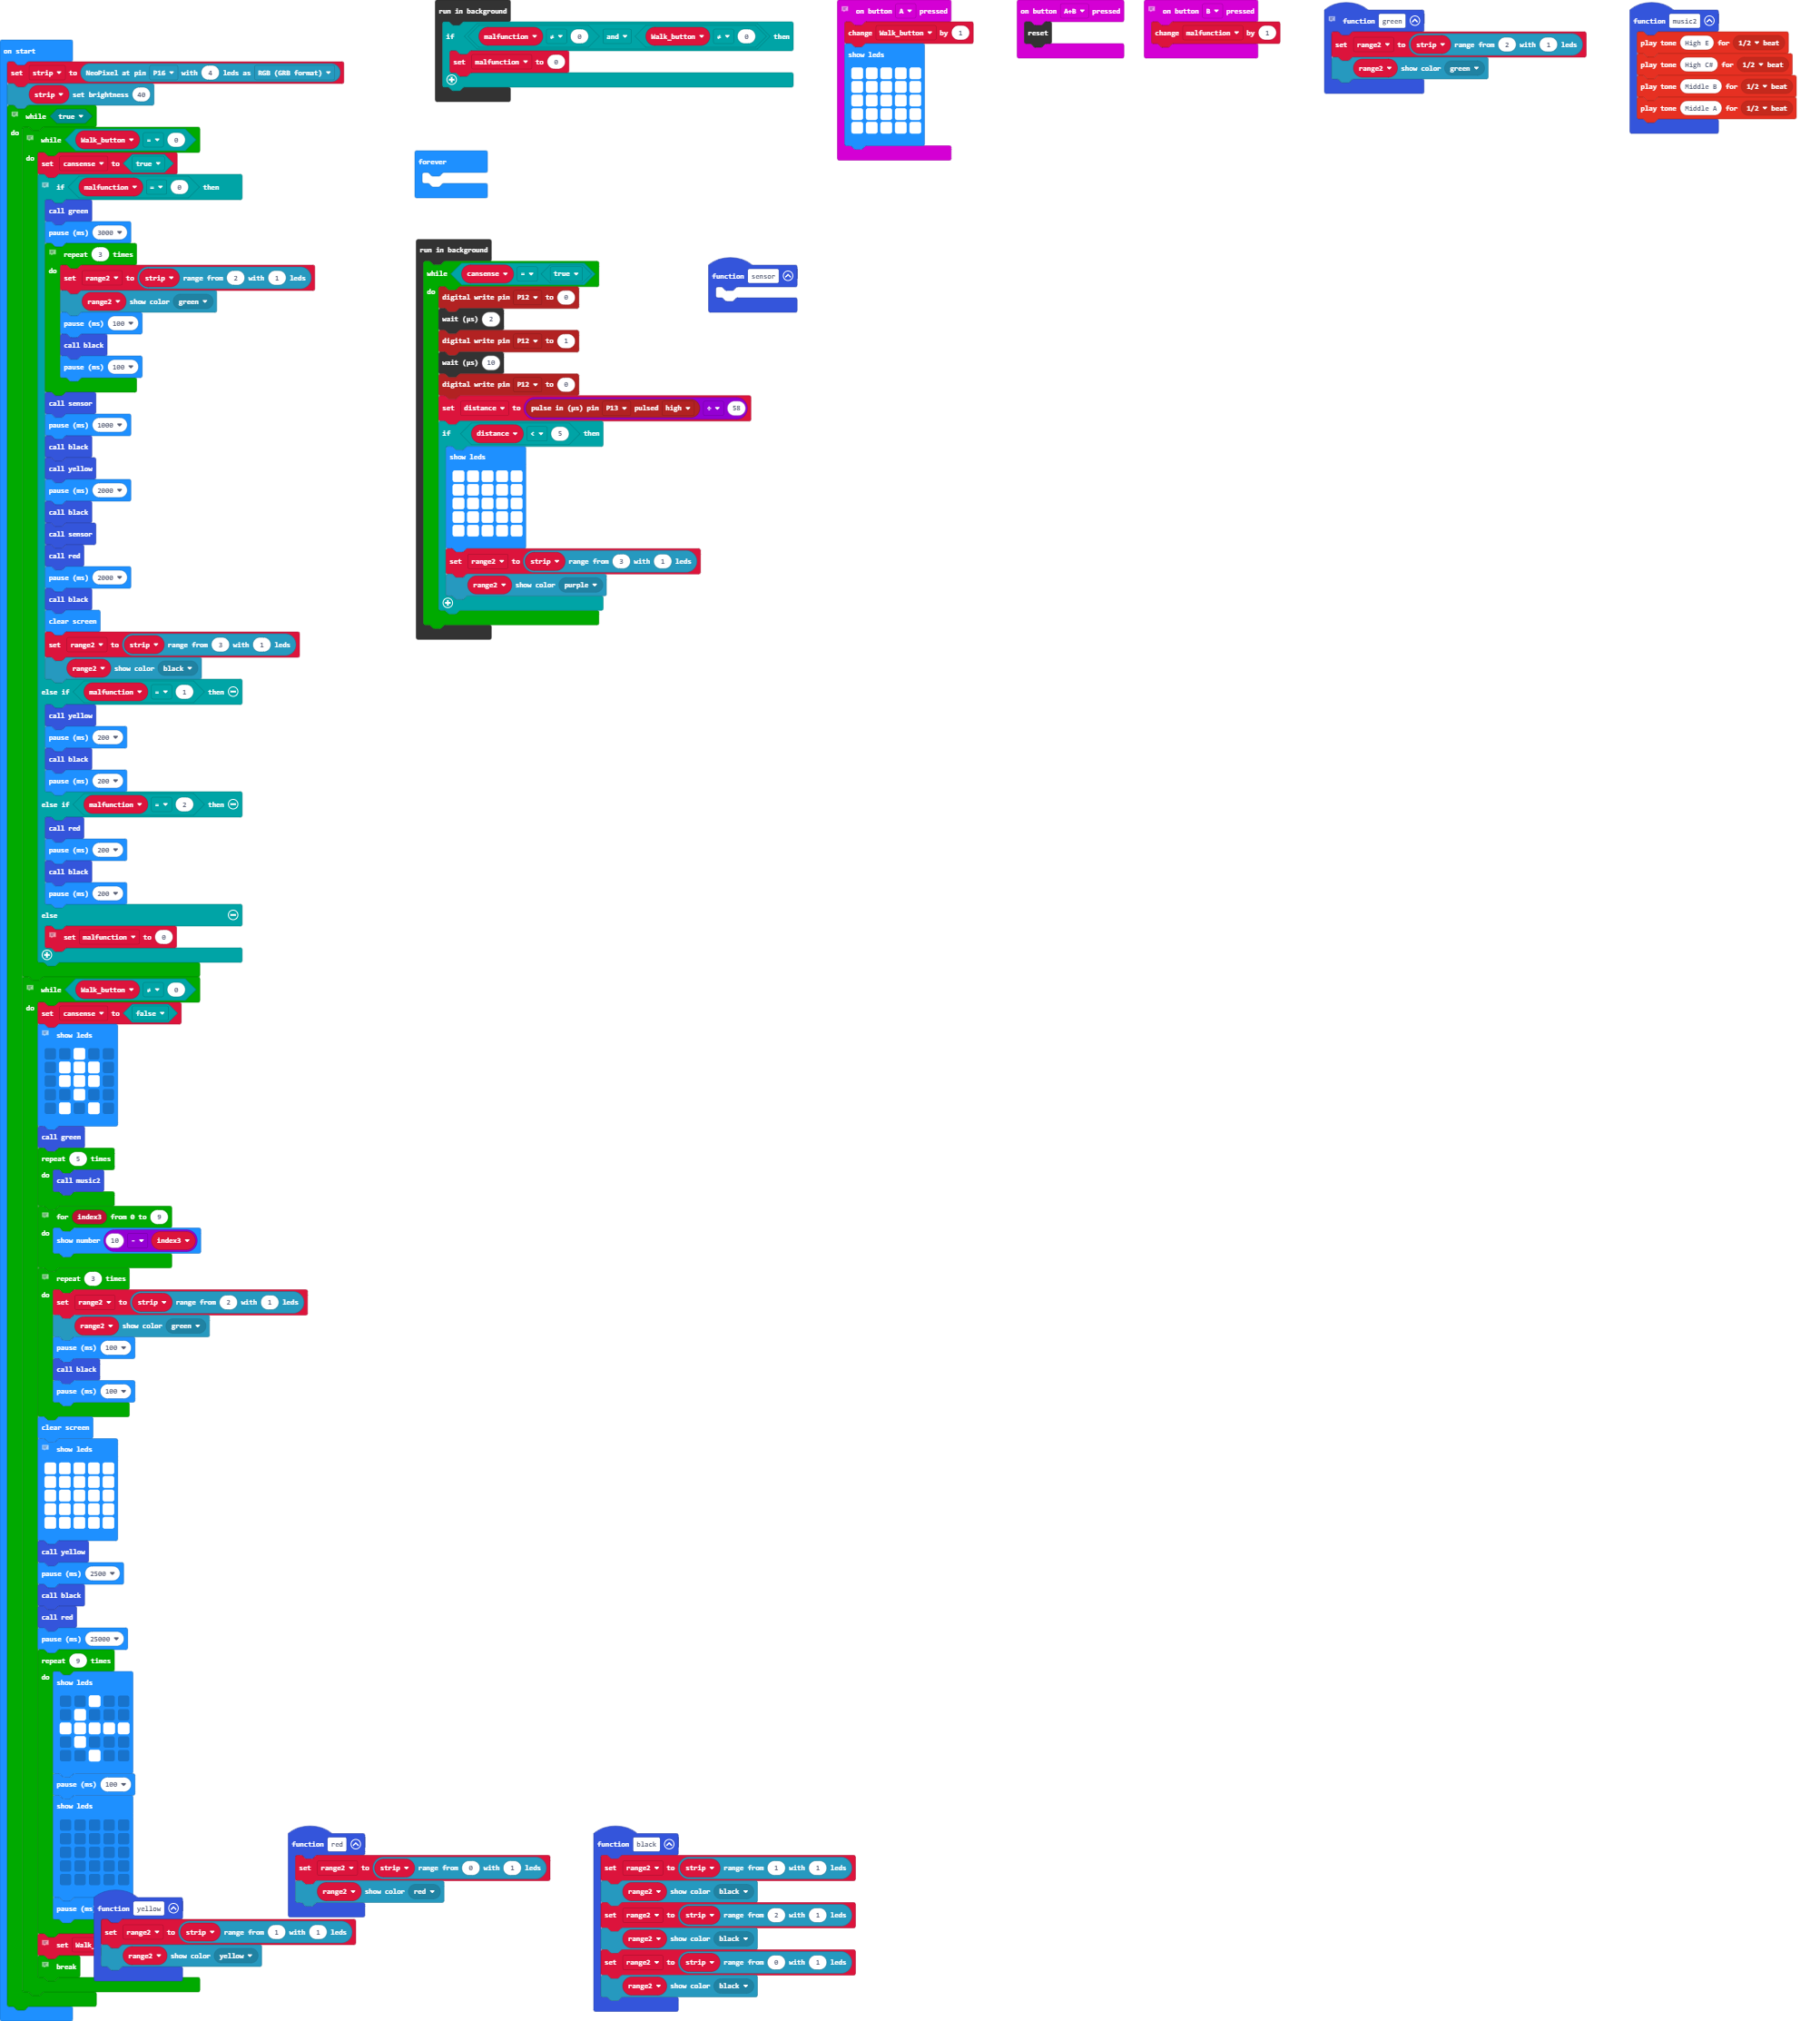 on start
set strip to NeoPixel at pin P16 with 4 leds as RGB (GRB format)
strip set brightness 40
while true
do
while Walk_button = 0
do
set cansense to true
if malfunction = 0 then
call green
pause (ms) 3000
repeat 3 times
do
set range2 to strip range from 2 with 1 leds
range2 show color green
pause (ms) 100
call black
pause (ms) 100
call sensor
pause (ms) 1000
call black
call yellow
pause (ms) 2000
call black
call sensor
call red
pause (ms) 2000
call black
clear screen
set range2 to strip range from 3 with 1 leds
range2 show color black
else if malfunction = 1 then
call yellow
pause (ms) 200
call black
pause (ms) 200
else if malfunction = 2 then
call red
pause (ms) 200
call black
pause (ms) 200
else
set malfunction to 0
while Walk_button ≠ 0
do
set cansense to false
show leds
call green
repeat 5 times
do
call music2
for index3 from 0 to 9
do
show number 10 - index3
repeat 3 times
do
set range2 to strip range from 2 with 1 leds
range2 show color green
pause (ms) 100
call black
pause (ms) 100
clear screen
show leds
call yellow
pause (ms) 2500
call black
call red
pause (ms) 25000
repeat 9 times
do
show leds
pause (ms) 100
show leds
pause (ms
set Walk_
break
run in background
if malfunction ≠ 0 and Walk_button ≠ 0 then
set malfunction to 0
forever
run in background
while cansense = true
do
digital write pin P12 to 0
wait (µs) 2
digital write pin P12 to 1
wait (µs) 10
digital write pin P12 to 0
set distance to pulse in (µs) pin P13 pulsed high ÷ 58
if distance < 5 then
show leds
set range2 to strip range from 3 with 1 leds
range2 show color purple
function sensor
on button A pressed
change Walk_button by 1
show leds
on button A+B pressed
reset
on button B pressed
change malfunction by 1
function green
set range2 to strip range from 2 with 1 leds
range2 show color green
function music2
play tone High E for 1/2 beat
play tone High C# for 1/2 beat
play tone Middle B for 1/2 beat
play tone Middle A for 1/2 beat
function yellow
set range2 to strip range from 1 with 1 leds
range2 show color yellow
function red
set range2 to strip range from 0 with 1 leds
range2 show color red
function black
set range2 to strip range from 1 with 1 leds
range2 show color black
set range2 to strip range from 2 with 1 leds
range2 show color black
set range2 to strip range from 0 with 1 leds
range2 show color black